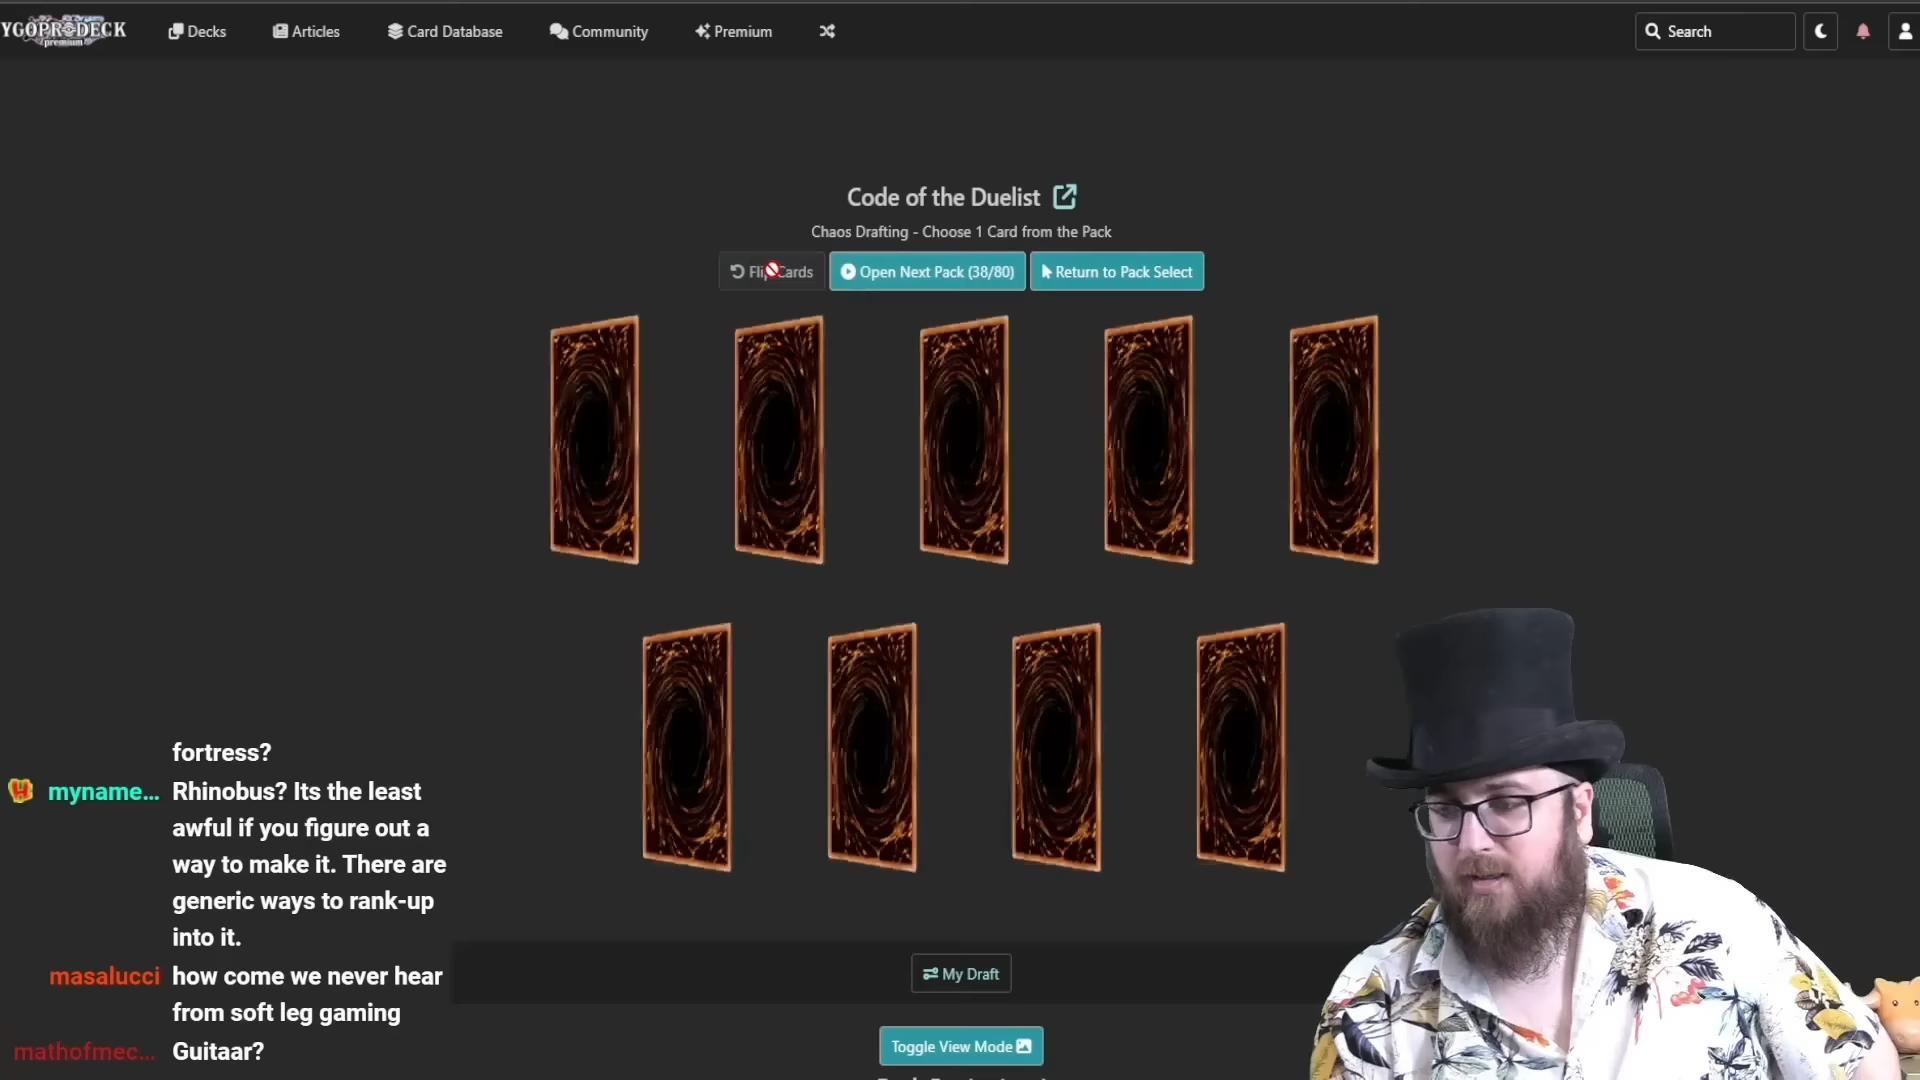 YGOPRODECK
premium
Decks
Articles
Card Database
Community
Premium
Search
Code of the Duelist
Chaos Drafting - Choose 1 Card from the Pack
Flip Cards
Open Next Pack (38/80)
Return to Pack Select
fortress?
myname... Rhinobus? Its the least
awful if you figure out a
way to make it. There are
generic ways to rank-up
into it.
masalucci how come we never hear
from soft leg gaming
mathofmec... Guitaar?
My Draft
Toggle View Mode